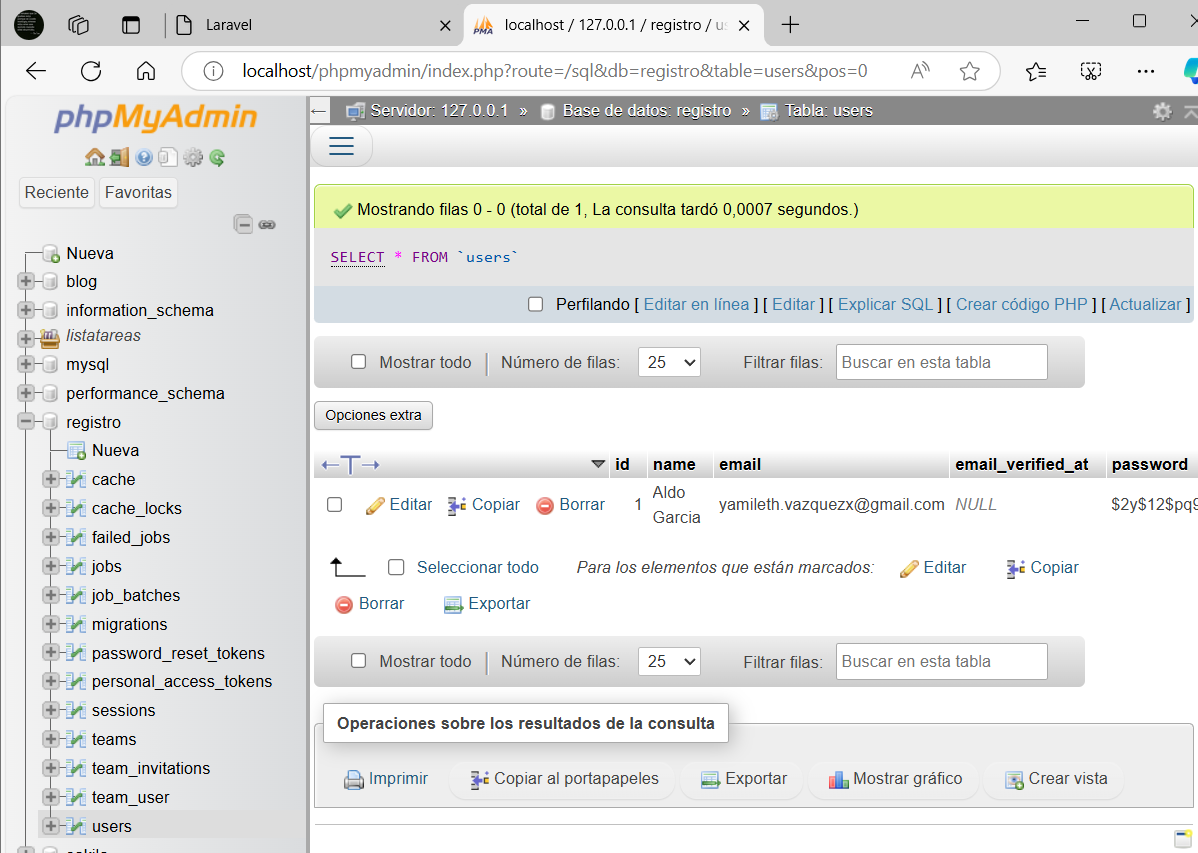 Laravel
localhost / 127.0.0.1 / registro / us
localhost/phpmyadmin/index.php?route=/sql&db=registro&table=users&pos=0
phpMyAdmin
Reciente Favoritas
Nueva
blog
information_schema
listatareas
mysql
performance_schema
registro
Nueva
cache
cache_locks
failed_jobs
jobs
job_batches
migrations
password_reset_tokens
personal_access_tokens
sessions
teams
team_invitations
team_user
users
Servidor: 127.0.0.1 » Base de datos: registro » Tabla: users
Mostrando filas 0 - 0 (total de 1, La consulta tardó 0,0007 segundos.)
SELECT * FROM `users`
Perfilando [ Editar en línea ] [ Editar ] [ Explicar SQL ] [ Crear código PHP ] [ Actualizar ]
Mostrar todo Número de filas: 25 Filtrar filas: Buscar en esta tabla
Opciones extra
id name email email_verified_at password
Editar Copiar Borrar 1 Aldo Garcia yamileth.vazquezx@gmail.com NULL $2y$12$pq9
Seleccionar todo Para los elementos que están marcados: Editar Copiar
Borrar Exportar
Mostrar todo Número de filas: 25 Filtrar filas: Buscar en esta tabla
Operaciones sobre los resultados de la consulta
Imprimir Copiar al portapapeles Exportar Mostrar gráfico Crear vista